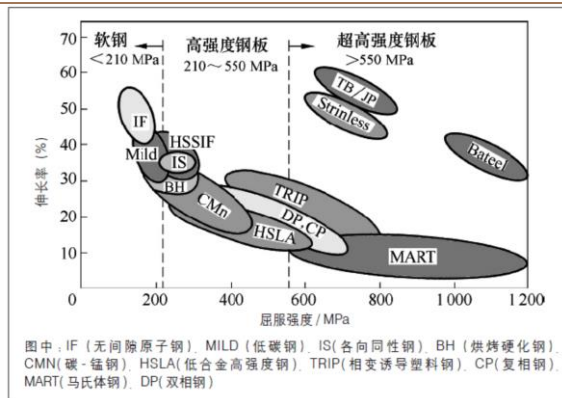 软钢
<210 MPa
高强度钢板
210～550 MPa
超高强度钢板
>550 MPa
伸长率（%）
70
60
50
40
30
20
10
0
IF
Mild
HSSIF
IS
BH
CMn
HSLA
TRIP
DP,CP
MART
TB/JP
Strinless
Bateel
200
400
600
800
1 000
1 200
屈服强度/MPa
图中：IF（无间隙原子钢）、MILD（低碳钢）、IS(各向同性钢)、BH（烘烤硬化钢）、
CMN(碳-锰钢)、HSLA(低合金高强度钢)、TRIP(相变诱导塑料钢)、CP(复相钢)、
MART(马氏体钢)、DP(双相钢)